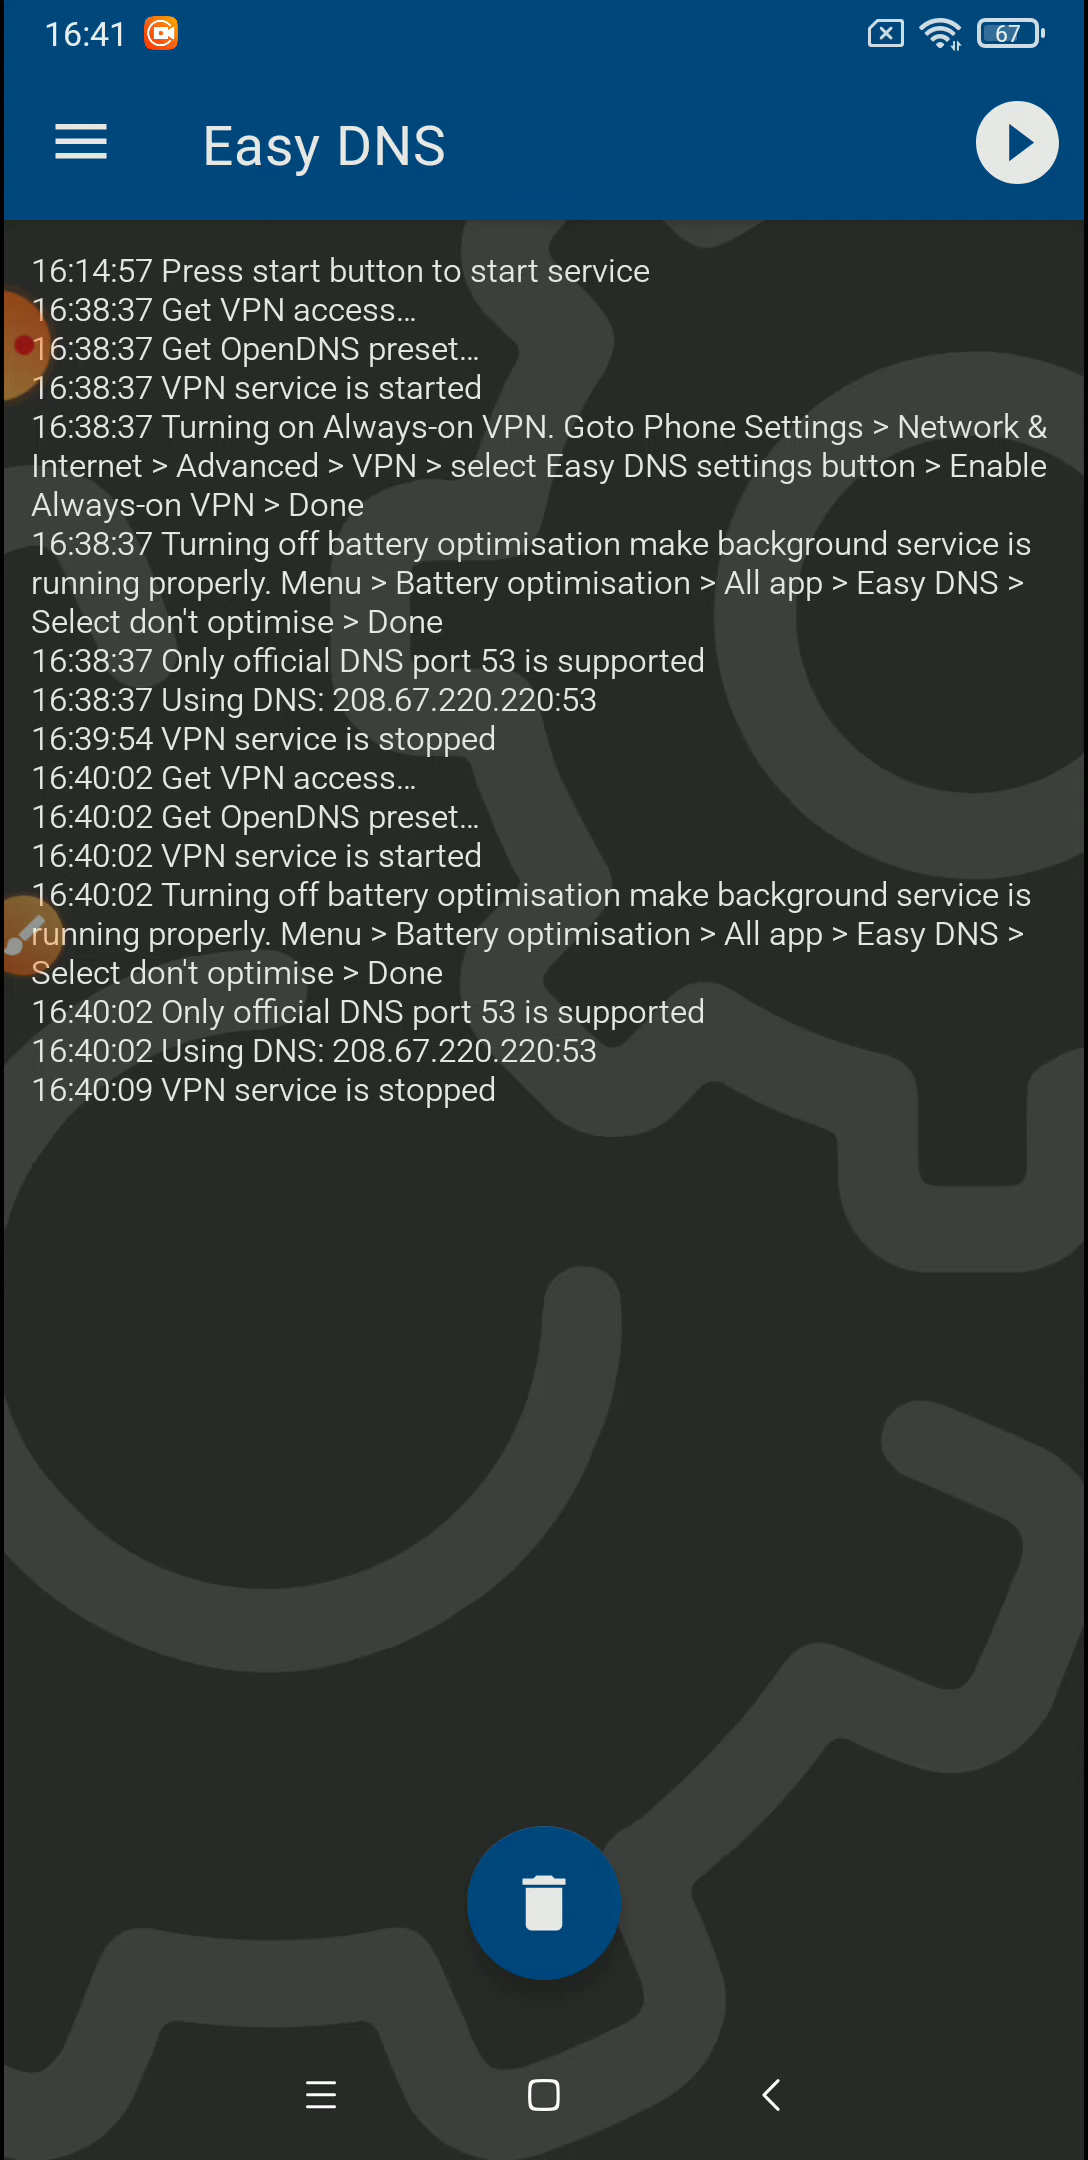 16:41
67
Easy DNS
16:14:57 Press start button to start service
16:38:37 Get VPN access...
16:38:37 Get OpenDNS preset...
16:38:37 VPN service is started
16:38:37 Turning on Always-on VPN. Goto Phone Settings > Network &
Internet > Advanced > VPN > select Easy DNS settings button > Enable
Always-on VPN > Done
16:38:37 Turning off battery optimisation make background service is
running properly. Menu > Battery optimisation > All app > Easy DNS >
Select don't optimise > Done
16:38:37 Only official DNS port 53 is supported
16:38:37 Using DNS: 208.67.220.220:53
16:39:54 VPN service is stopped
16:40:02 Get VPN access...
16:40:02 Get OpenDNS preset...
16:40:02 VPN service is started
16:40:02 Turning off battery optimisation make background service is
running properly. Menu > Battery optimisation > All app > Easy DNS >
Select don't optimise > Done
16:40:02 Only official DNS port 53 is supported
16:40:02 Using DNS: 208.67.220.220:53
16:40:09 VPN service is stopped